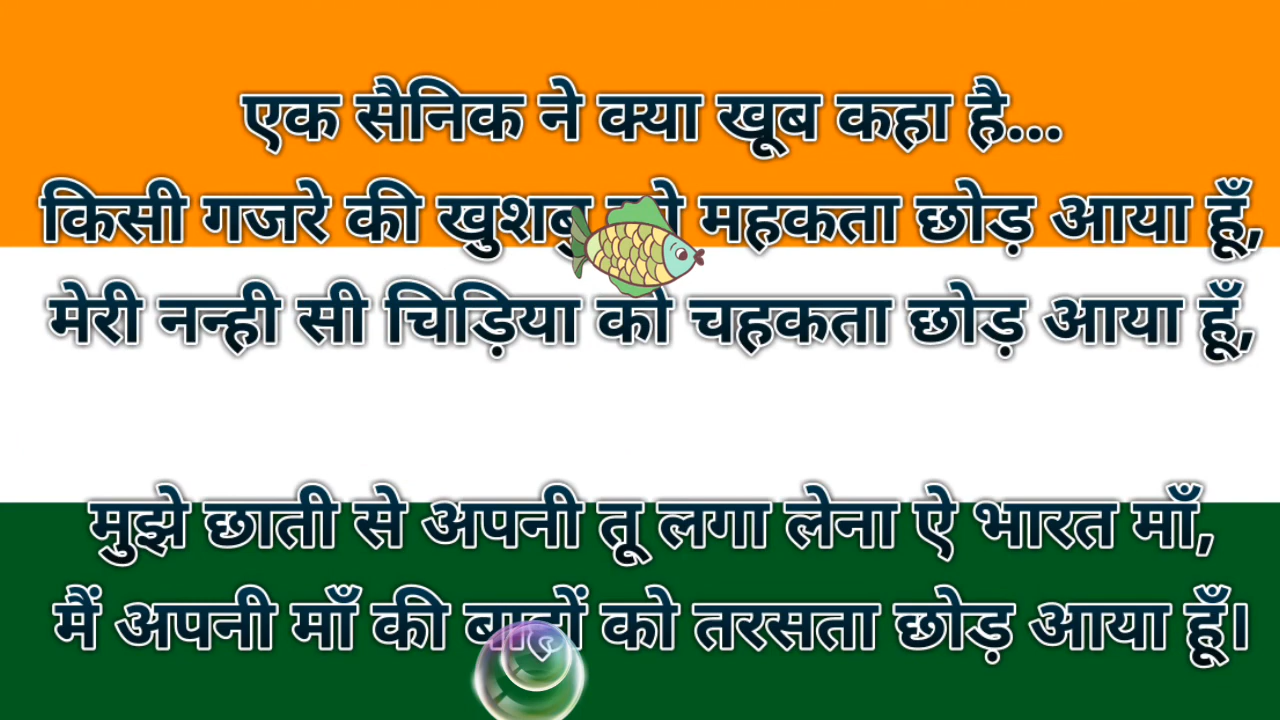 एक सैनिक ने क्या खूब कहा है...
किसी गजरे की खुशबु को महकता छोड़ आया हूँ,
मेरी नन्ही सी चिड़िया को चहकता छोड़ आया हूँ,
मुझे छाती से अपनी तू लगा लेना ऐ भारत माँ,
मैं अपनी माँ की बाहों को तरसता छोड़ आया हूँ।